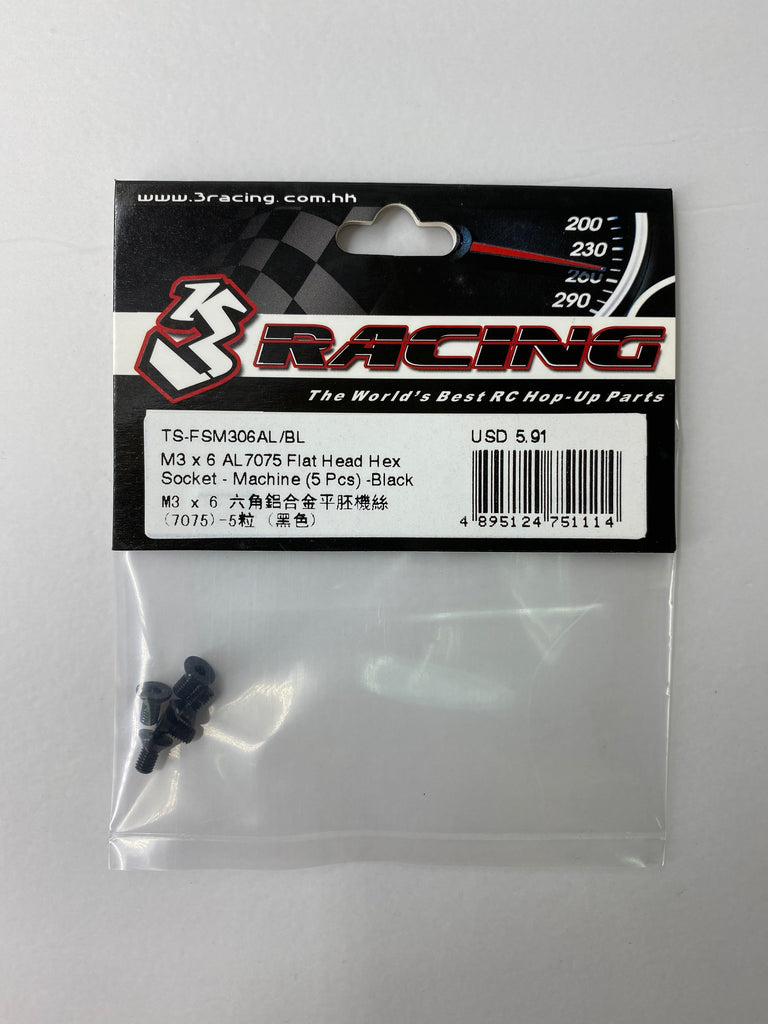 www.3racing.com.hk
200
230
260
290
3 RACING
The World's Best RC Hop-Up Parts
TS-FSM306AL/BL
USD 5.91
M3 x 6 AL7075 Flat Head Hex
Socket - Machine (5 Pcs) -Black
M3 x 6 六角鋁合金平胚機絲
(7075)-5粒 (黑色)
4 895124 751114